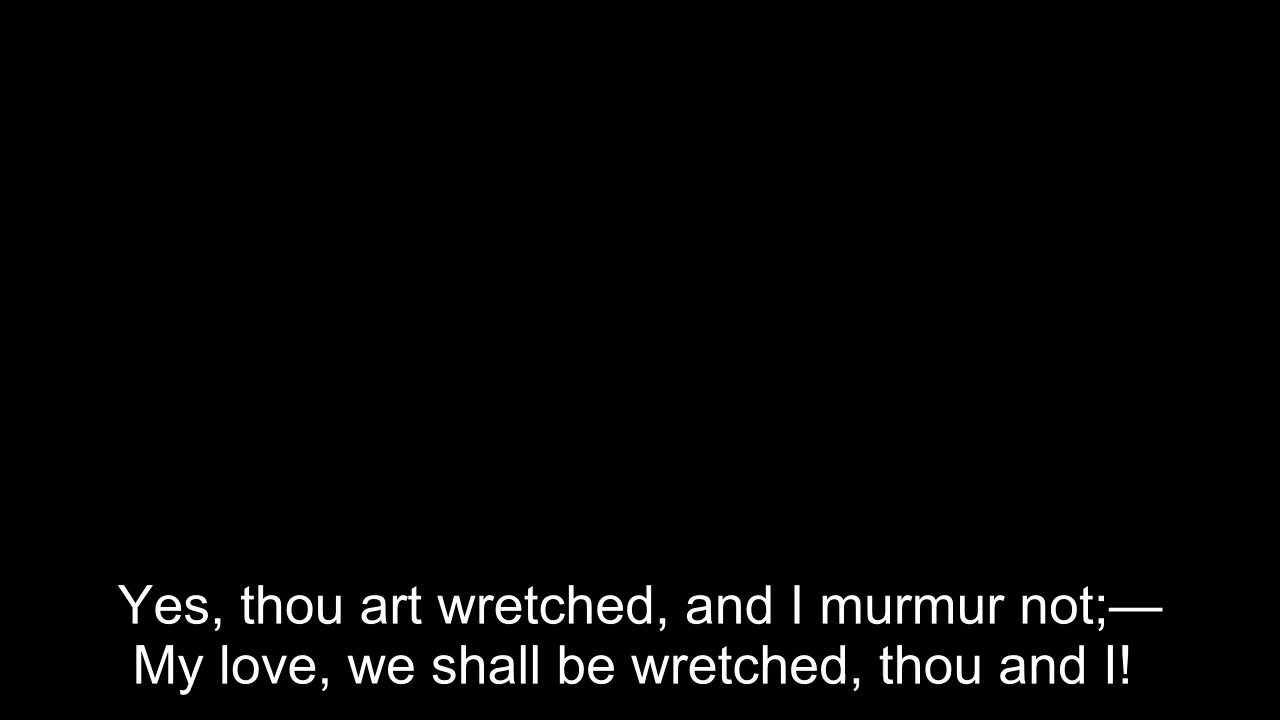 Yes, thou art wretched, and I murmur not;—
My love, we shall be wretched, thou and I!